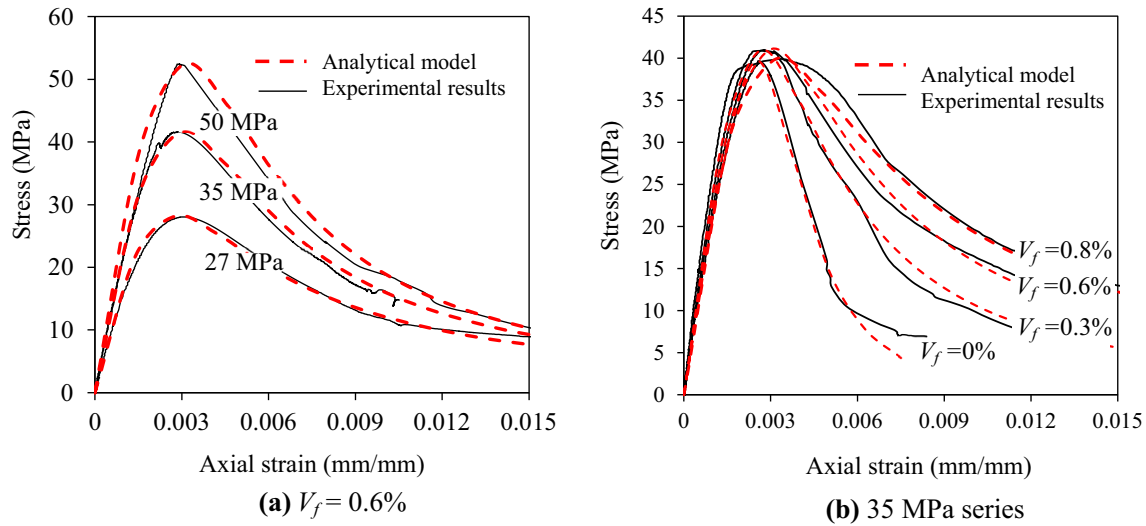 60
50
40
30
20
10
0
Stress (MPa)
Analytical model
Experimental results
50 MPa
35 MPa
27 MPa
0 0.003 0.006 0.009 0.012 0.015
Axial strain (mm/mm)
(a) Vf = 0.6%
45
40
35
30
25
20
15
10
5
0
Stress (MPa)
Analytical model
Experimental results
Vf =0.8%
Vf =0.6%
Vf =0.3%
Vf =0%
0 0.003 0.006 0.009 0.012 0.015
Axial strain (mm/mm)
(b) 35 MPa series